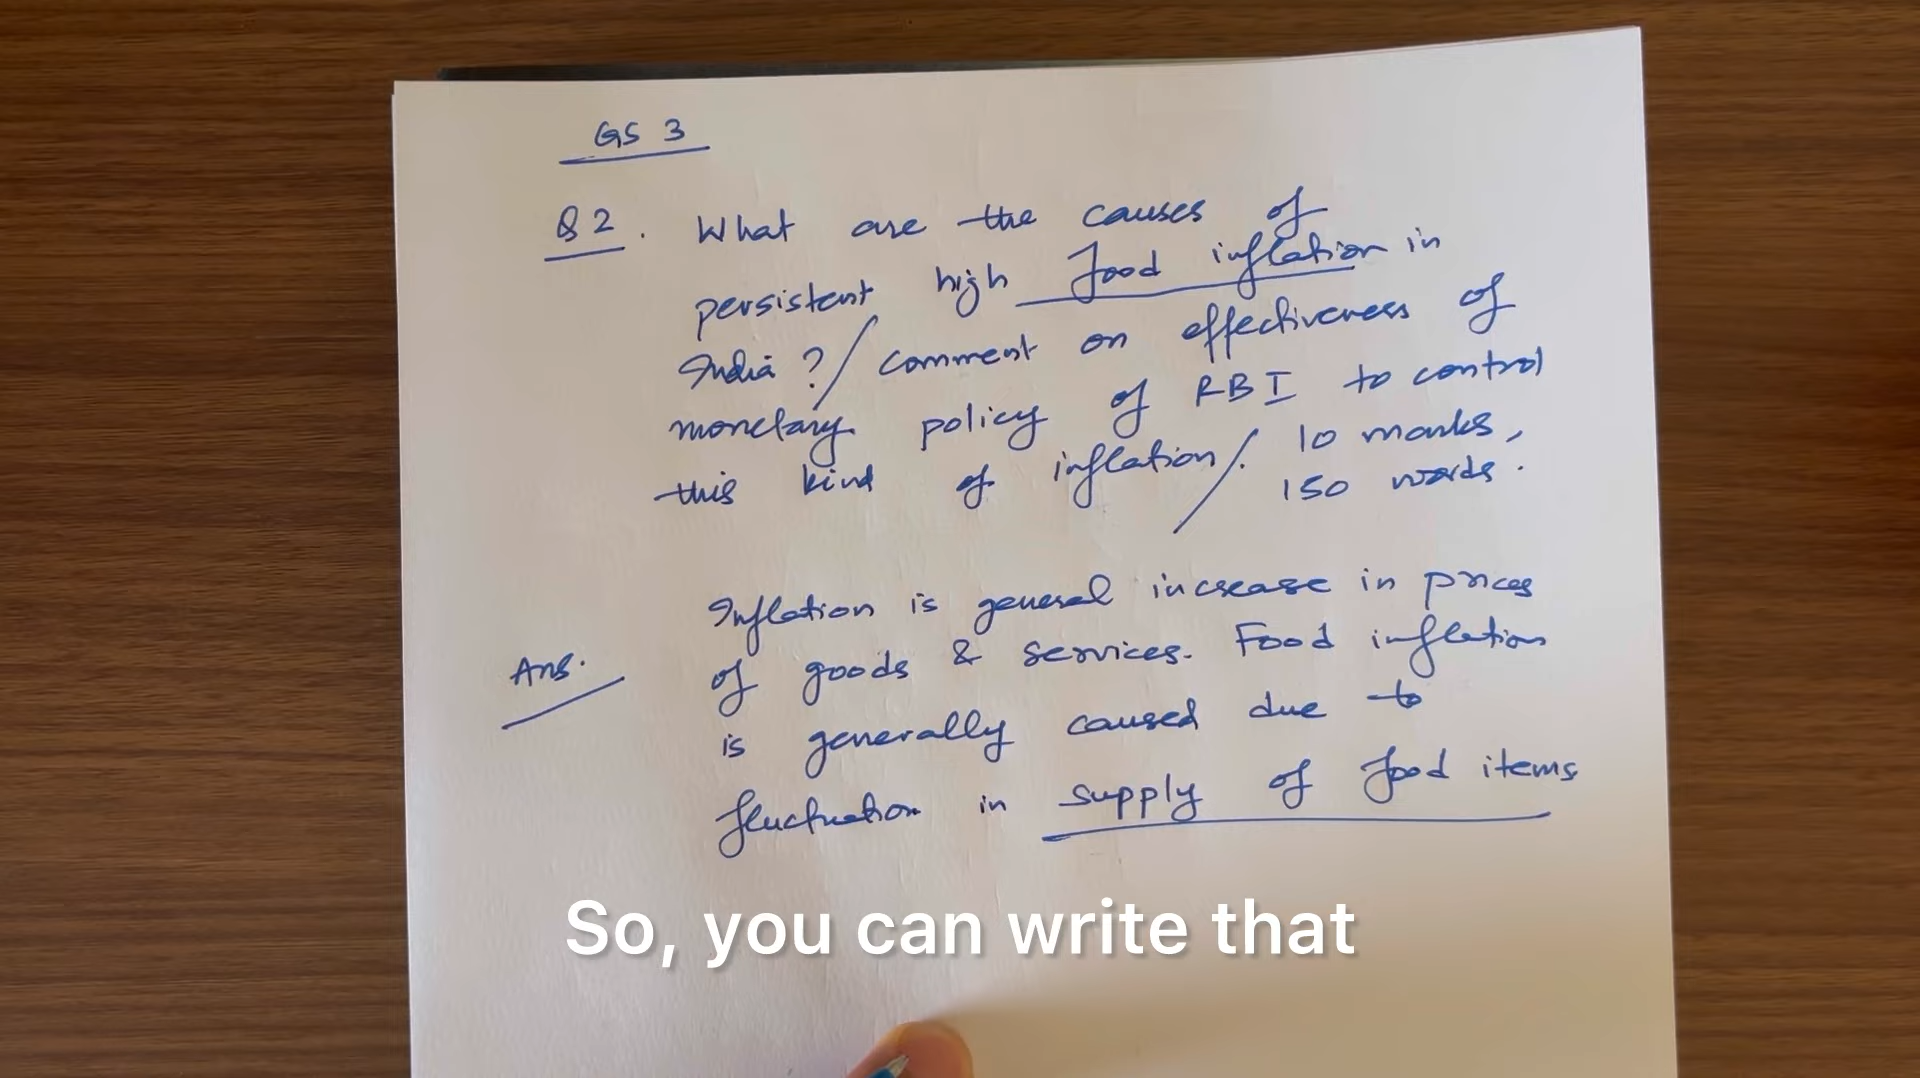 GS 3
Q2. What are the causes of
persistent high food inflation in
India? / comment on effectiveness of
monetary policy of RBI to control
this kind of inflation. / 10 marks,
150 words.
Ans. Inflation is general increase in prices
of goods & services. Food inflation
is generally caused due to
fluctuation in supply of food items
So, you can write that